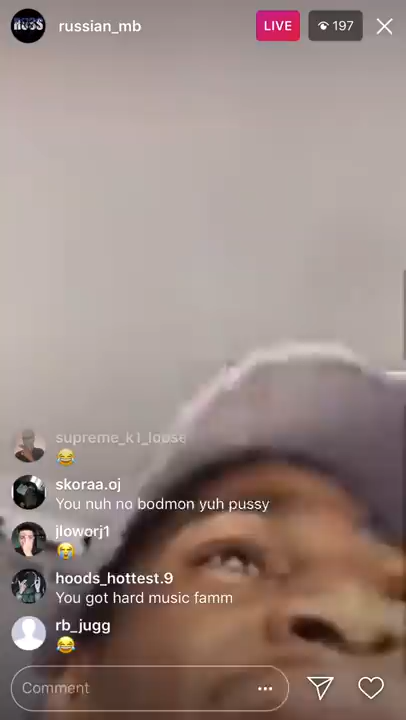 RUSS
russian_mb
LIVE
197
supreme_k1_loose
😂
skoraa.oj
You nuh no bodmon yuh pussy
jloworj1
😭
hoods_hottest.9
You got hard music famm
rb_jugg
😂
Comment